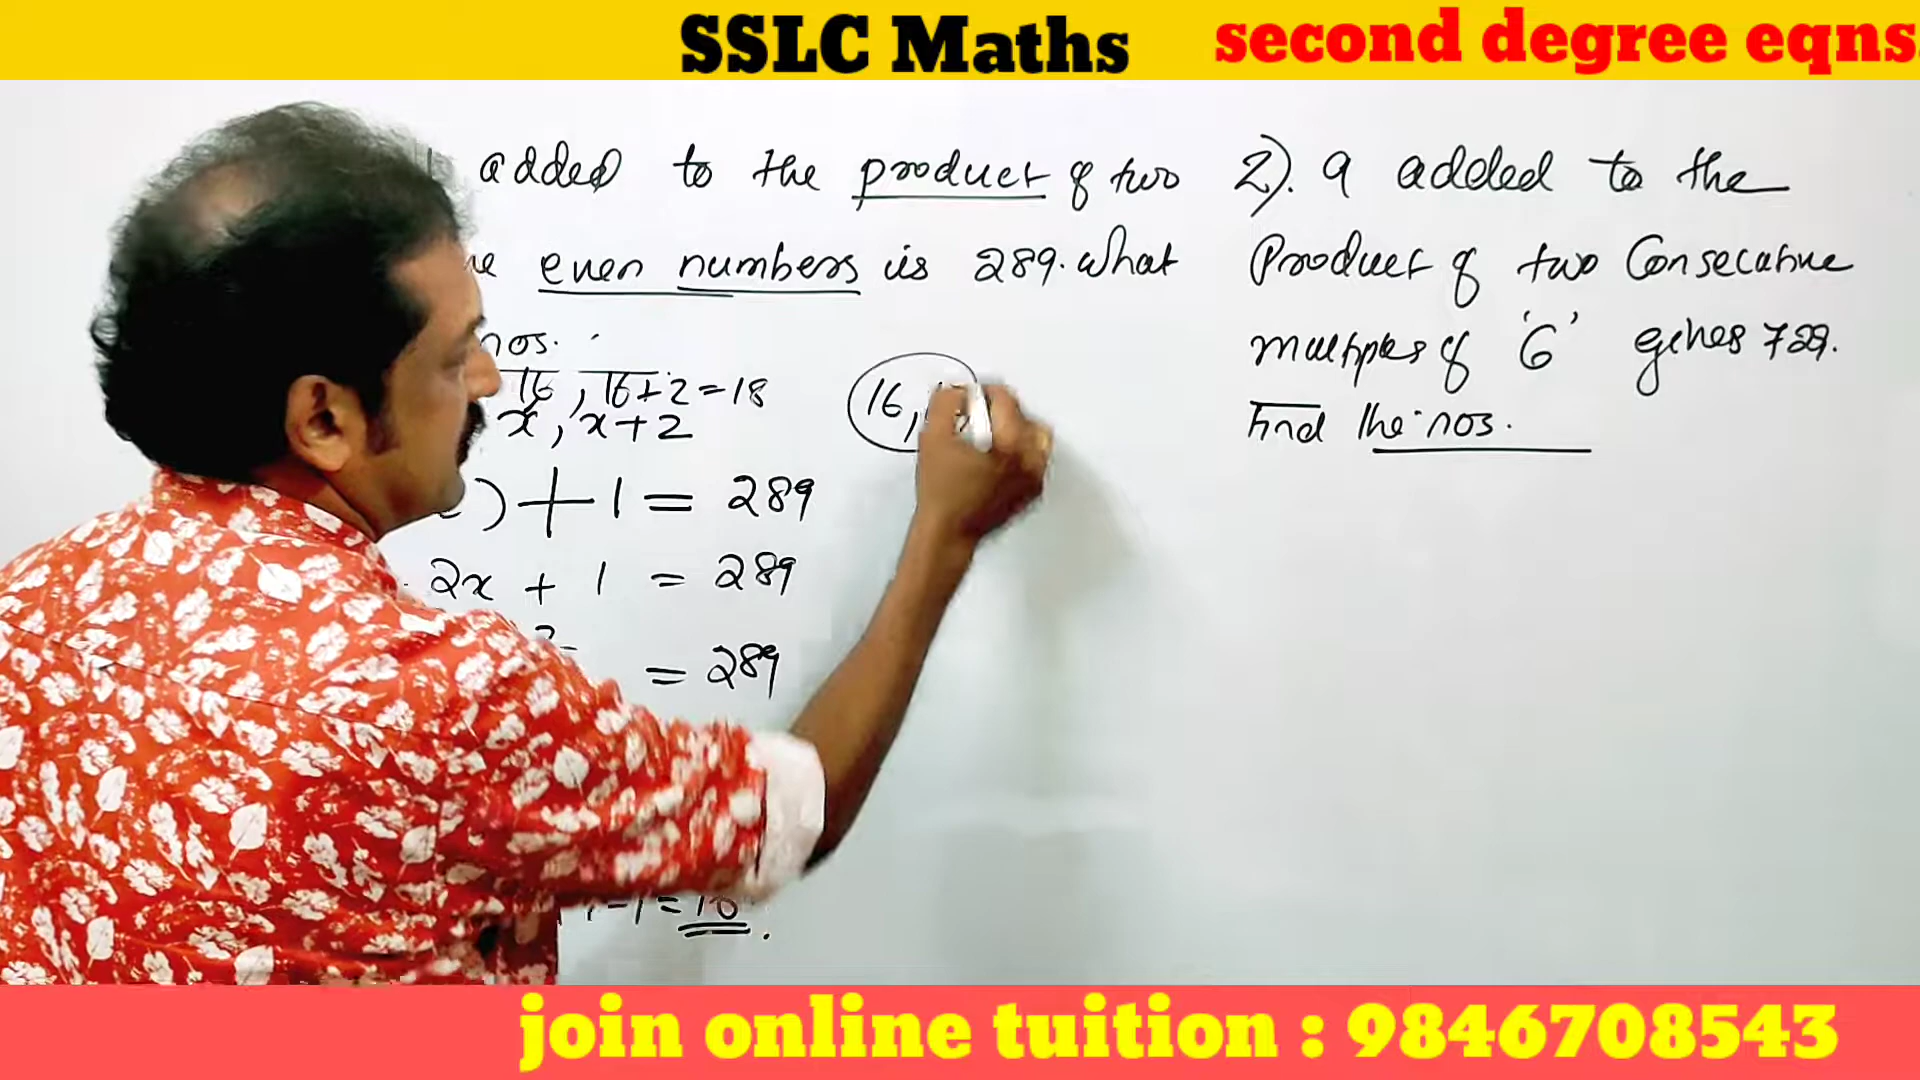 SSLC Maths
second degree eqns
added to the product of two
even numbers is 289. what
nos.
16, 16+2=18
x, x+2
) + 1 = 289
2x + 1 = 289
= 289
-1 = 16.
16,
2). 9 added to the
Product of two Consecutive
multiples of '6' gives 729.
Find the nos.
join online tuition : 9846708543